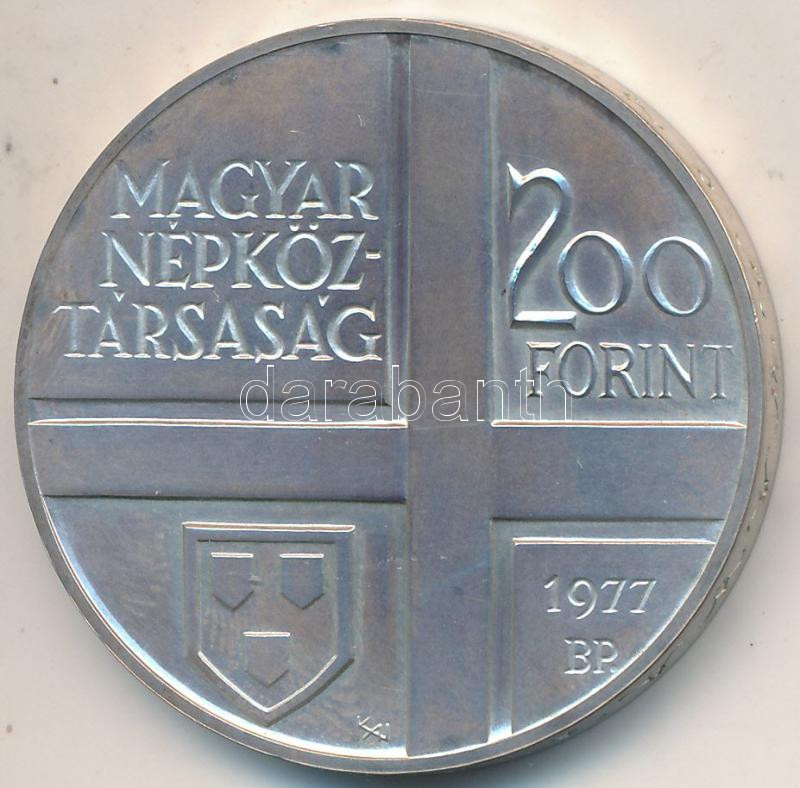 MAGYAR
NÉPKÖZ-
TÁRSASÁG
200
FORINT
darabanth
1977
BP.